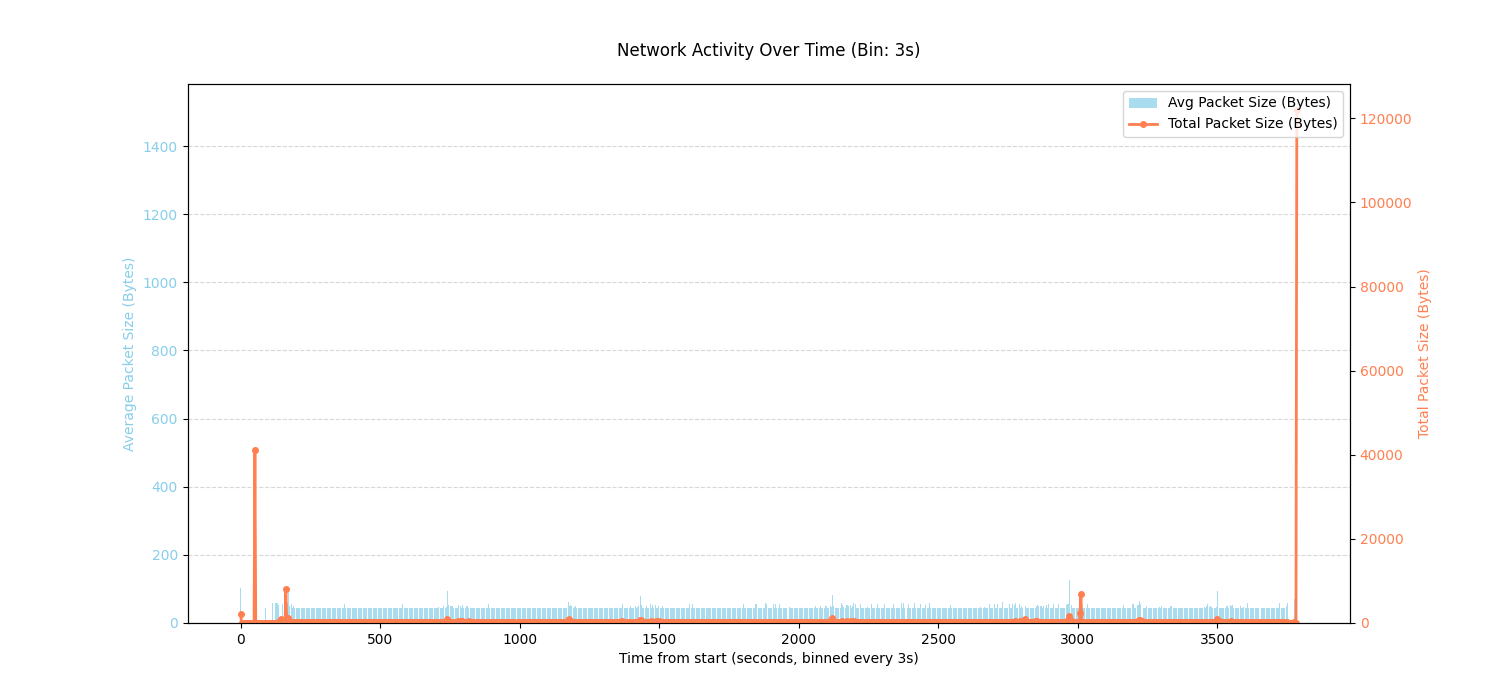 Network Activity Over Time (Bin: 3s)
Avg Packet Size (Bytes)
Total Packet Size (Bytes)
Average Packet Size (Bytes)
1400
1200
1000
800
600
400
200
0
120000
100000
80000
60000
40000
20000
0
Total Packet Size (Bytes)
0 500 1000 1500 2000 2500 3000 3500
Time from start (seconds, binned every 3s)